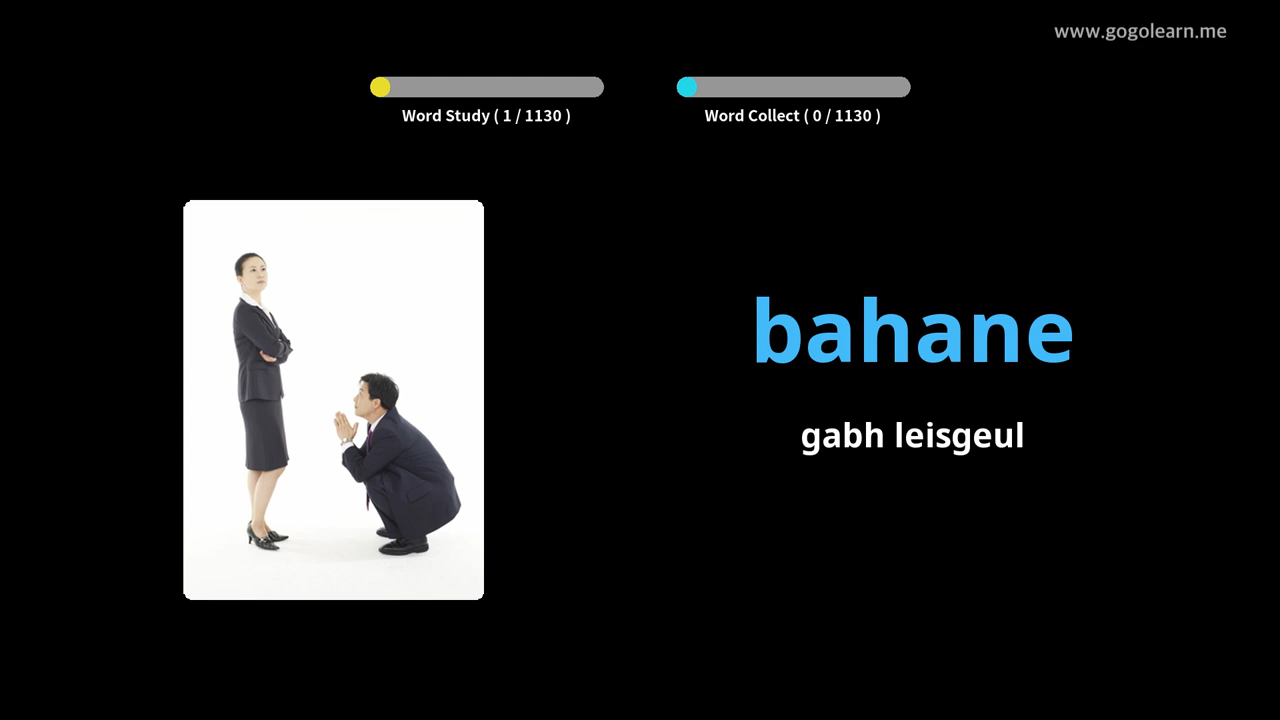 www.gogolearn.me
Word Study ( 1 / 1130 )
Word Collect ( 0 / 1130 )
bahane
gabh leisgeul